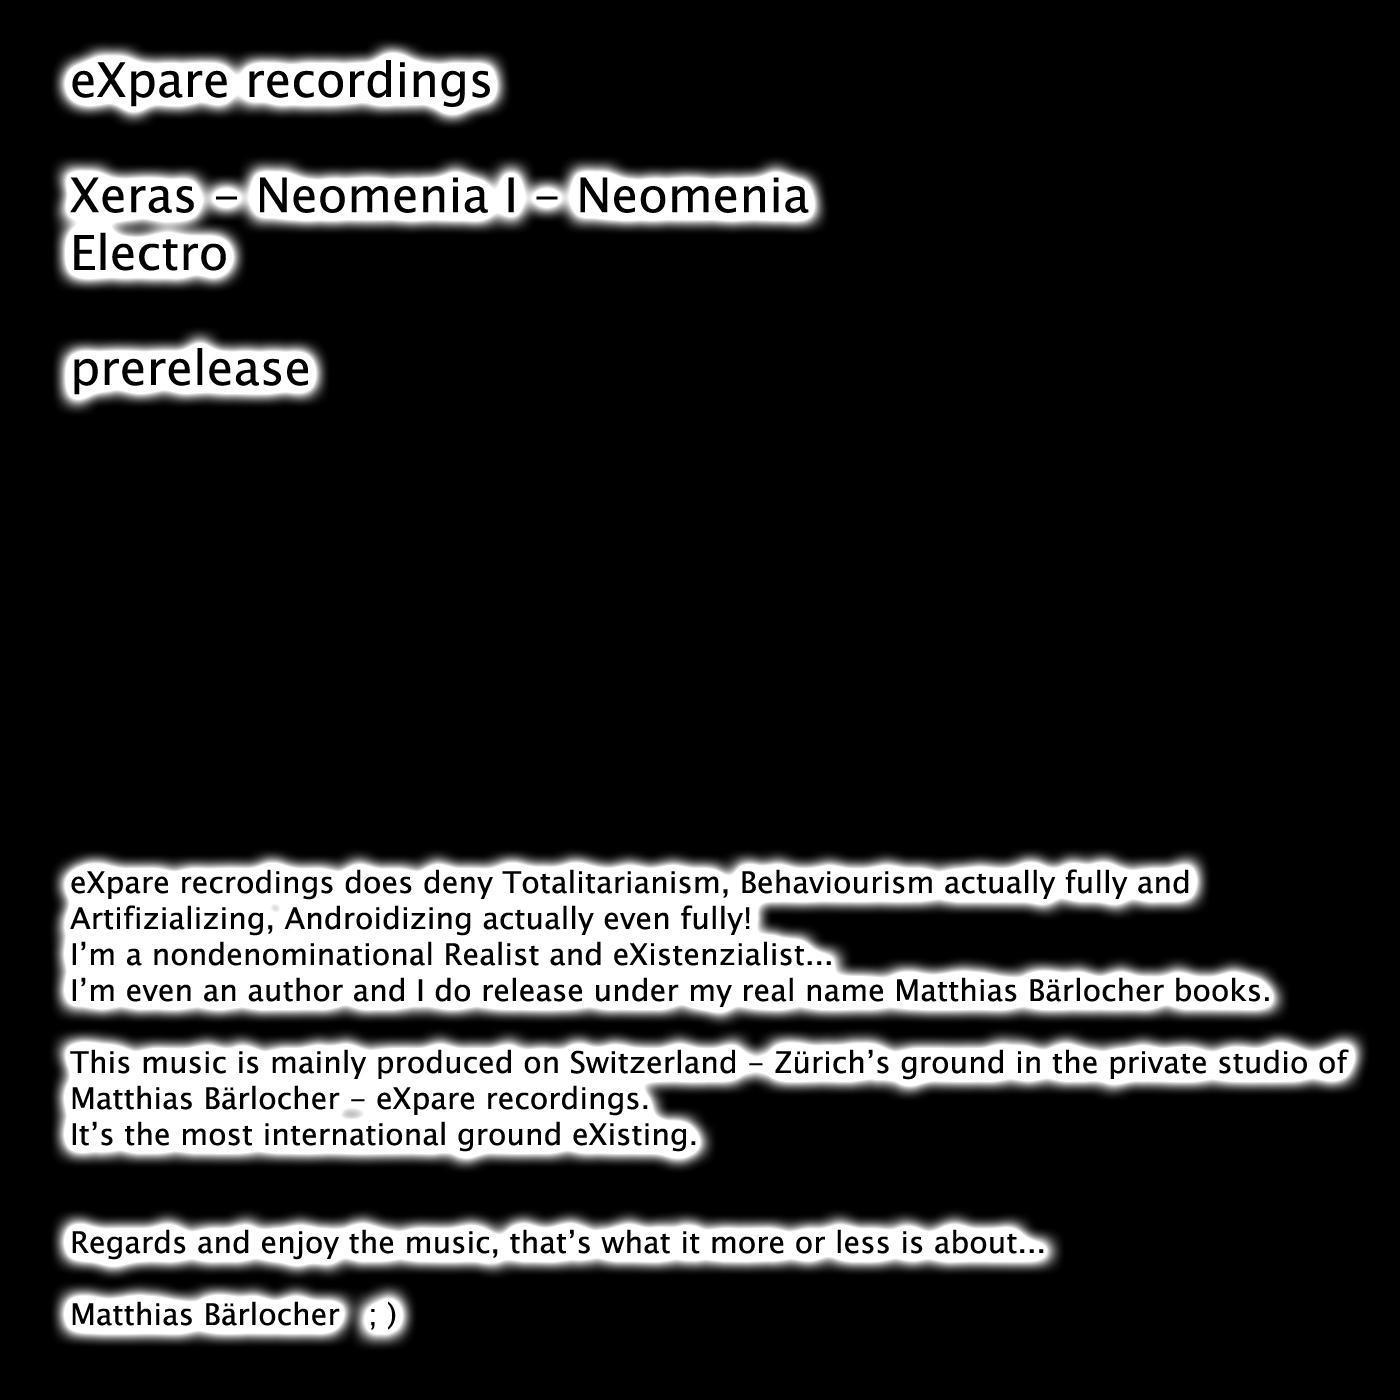 eXpare recordings
Xeras – Neomenia I – Neomenia
Electro
prerelease
eXpare recrodings does deny Totalitarianism, Behaviourism actually fully and
Artifizializing, Androidizing actually even fully!
I’m a nondenominational Realist and eXistenzialist...
I’m even an author and I do release under my real name Matthias Bärlocher books.
This music is mainly produced on Switzerland – Zürich’s ground in the private studio of
Matthias Bärlocher – eXpare recordings.
It’s the most international ground eXisting.
Regards and enjoy the music, that’s what it more or less is about...
Matthias Bärlocher  ; )